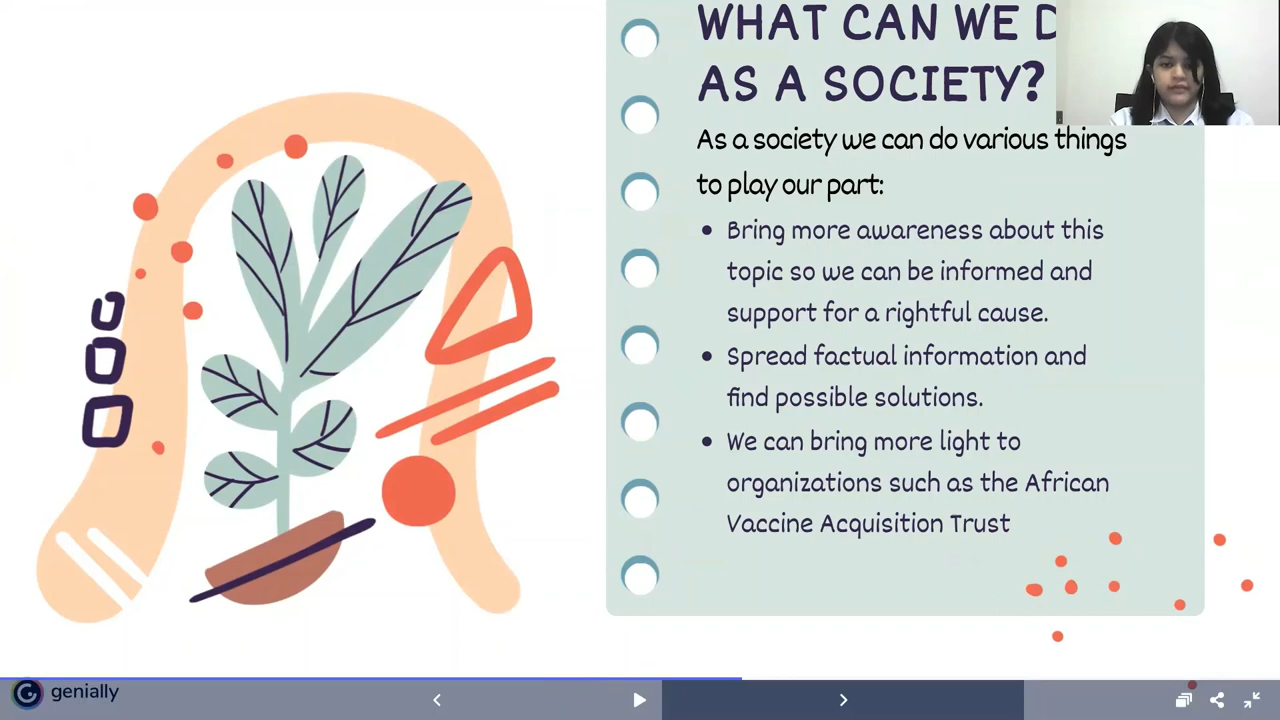 WHAT CAN WE D
AS A SOCIETY?
As a society we can do various things
to play our part:
• Bring more awareness about this
topic so we can be informed and
support for a rightful cause.
• Spread factual information and
find possible solutions.
• We can bring more light to
organizations such as the African
Vaccine Acquisition Trust
genially